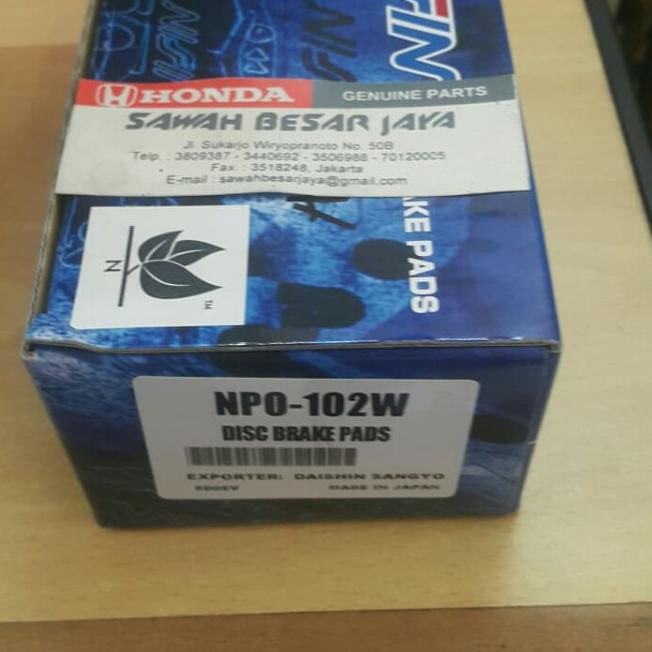 FIN
HONDA GENUINE PARTS
SAWAH BESAR JAYA
Jl. Sukarjo Wiryopranoto No. 50B
Telp. : 3809387 - 3440692 - 3506988 - 70120005
Fax. : 3518248, Jakarta
E-mail : sawahbesarjaya@gmail.com
KE PADS
N
TM
NPO-102W
DISC BRAKE PADS
EXPORTER: DAISHIN SANGYO
MADE IN JAPAN